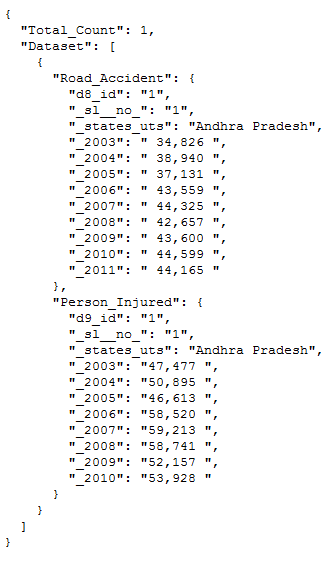 {
  "Total_Count": 1,
  "Dataset": [
    {
      "Road_Accident": {
        "d8_id": "1",
        "_sl__no_": "1",
        "_states_uts": "Andhra Pradesh",
        "_2003": " 34,826 ",
        "_2004": " 38,940 ",
        "_2005": " 37,131 ",
        "_2006": " 43,559 ",
        "_2007": " 44,325 ",
        "_2008": " 42,657 ",
        "_2009": " 43,600 ",
        "_2010": " 44,599 ",
        "_2011": " 44,165 "
      },
      "Person_Injured": {
        "d9_id": "1",
        "_sl__no_": "1",
        "_states_uts": "Andhra Pradesh",
        "_2003": "47,477 ",
        "_2004": "50,895 ",
        "_2005": "46,613 ",
        "_2006": "58,520 ",
        "_2007": "59,213 ",
        "_2008": "58,741 ",
        "_2009": "52,157 ",
        "_2010": "53,928 "
      }
    }
  ]
}